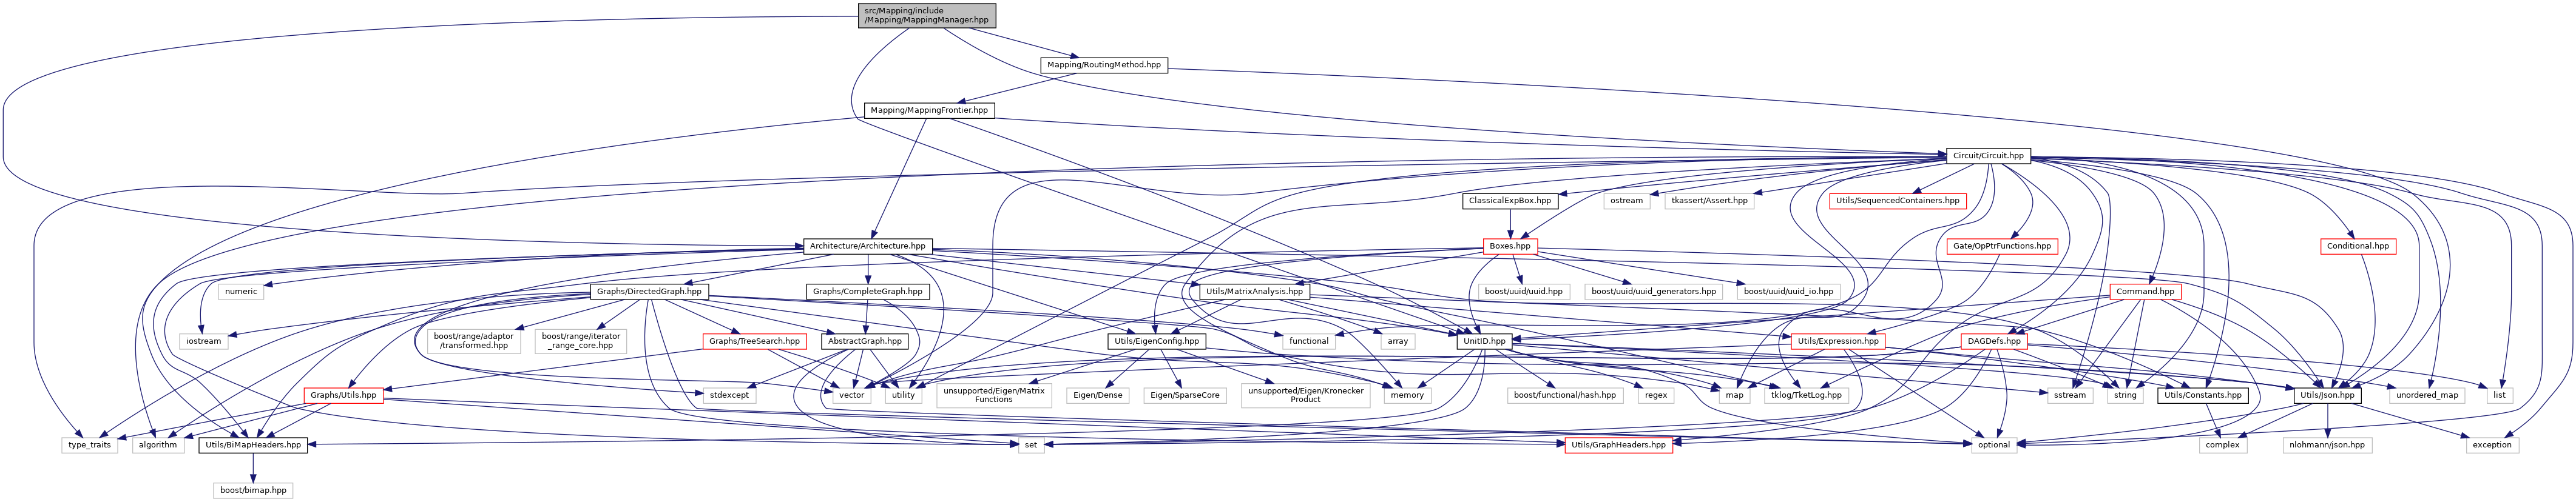 src/Mapping/include
/Mapping/MappingManager.hpp
Mapping/RoutingMethod.hpp
Mapping/MappingFrontier.hpp
Circuit/Circuit.hpp
ClassicalExpBox.hpp
ostream
tkassert/Assert.hpp
Utils/SequencedContainers.hpp
Architecture/Architecture.hpp
Boxes.hpp
Gate/OpPtrFunctions.hpp
Conditional.hpp
numeric
Graphs/DirectedGraph.hpp
Graphs/CompleteGraph.hpp
Utils/MatrixAnalysis.hpp
boost/uuid/uuid.hpp
boost/uuid/uuid_generators.hpp
boost/uuid/uuid_io.hpp
Command.hpp
iostream
boost/range/adaptor
/transformed.hpp
boost/range/iterator
_range_core.hpp
Graphs/TreeSearch.hpp
AbstractGraph.hpp
Utils/EigenConfig.hpp
functional
array
UnitID.hpp
Utils/Expression.hpp
DAGDefs.hpp
Graphs/Utils.hpp
stdexcept
vector
utility
unsupported/Eigen/Matrix
Functions
Eigen/Dense
Eigen/SparseCore
unsupported/Eigen/Kronecker
Product
memory
boost/functional/hash.hpp
regex
map
tklog/TketLog.hpp
sstream
string
Utils/Constants.hpp
Utils/Json.hpp
unordered_map
list
type_traits
algorithm
Utils/BiMapHeaders.hpp
set
Utils/GraphHeaders.hpp
optional
complex
nlohmann/json.hpp
exception
boost/bimap.hpp